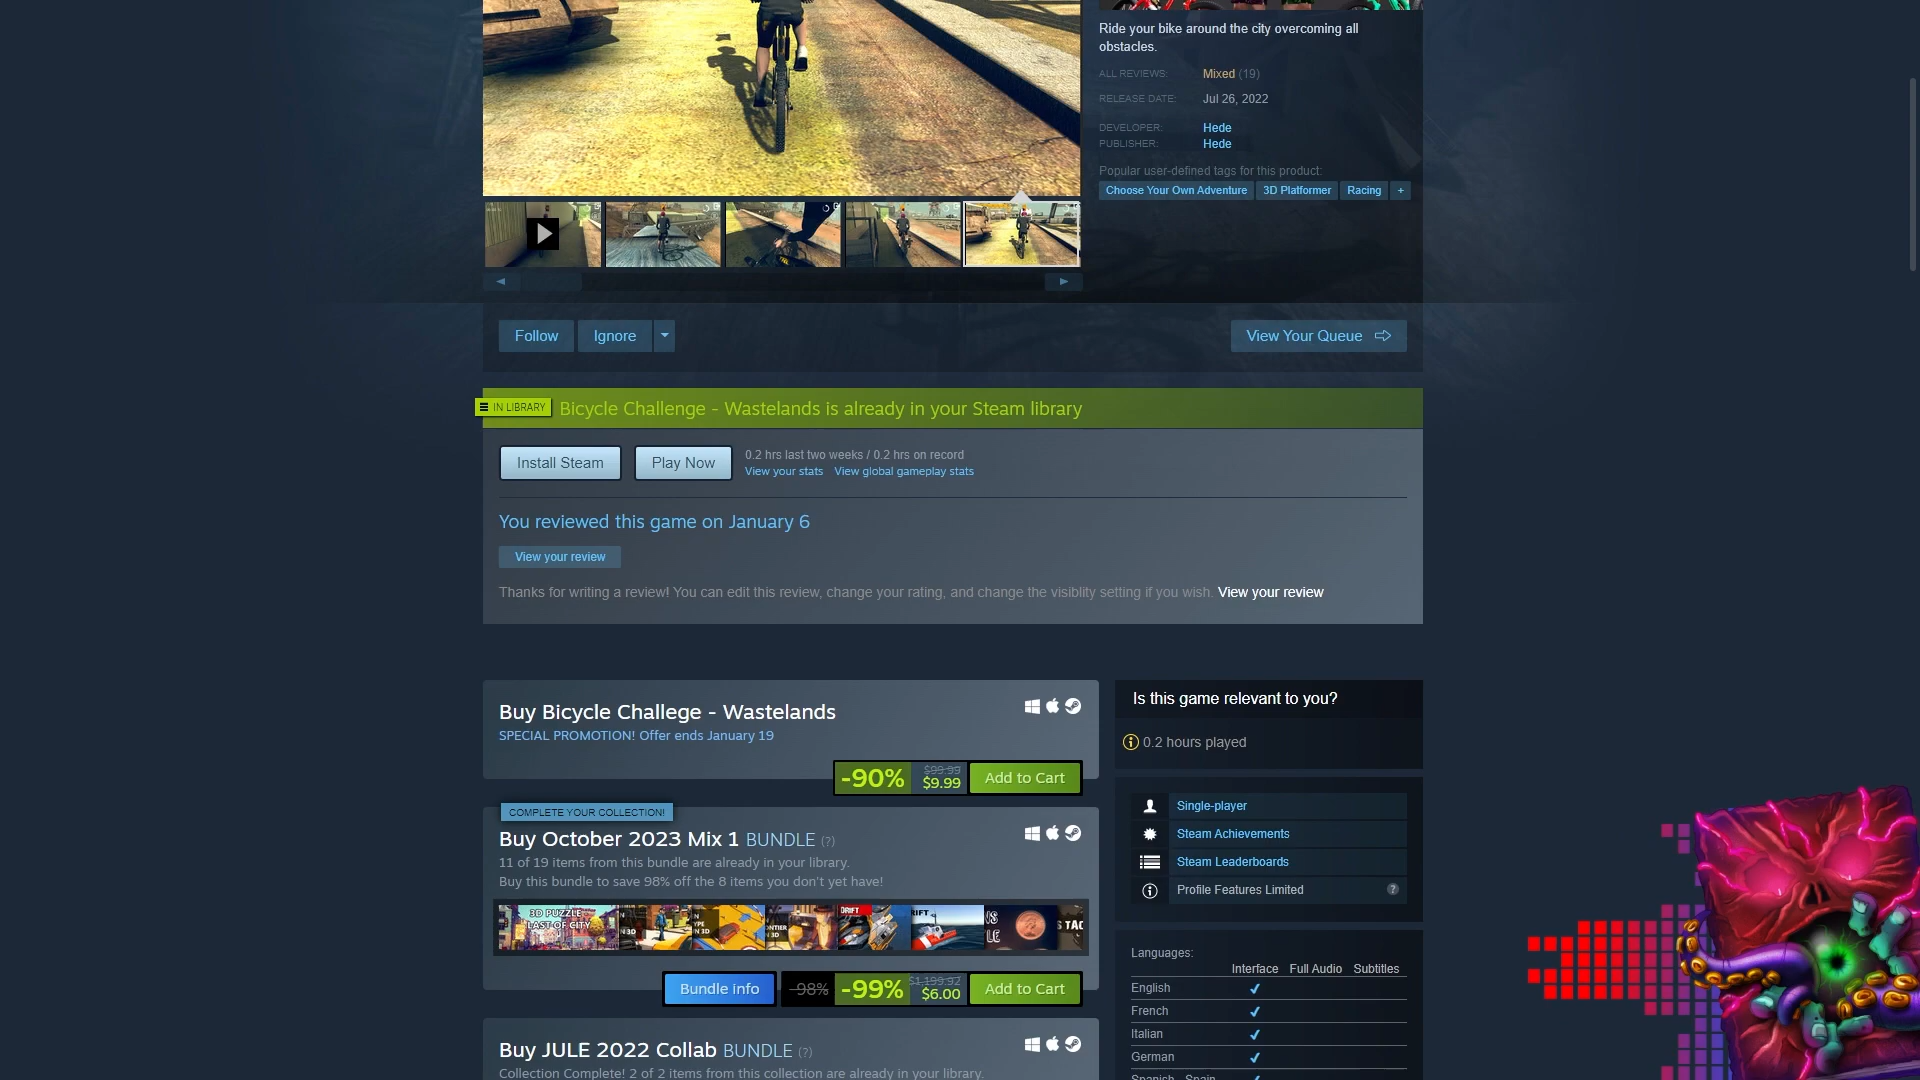 Ride your bike around the city overcoming all
obstacles.
ALL REVIEWS: Mixed (19)
RELEASE DATE: Jul 26, 2022
DEVELOPER: Hede
PUBLISHER: Hede
Popular user-defined tags for this product:
Choose Your Own Adventure 3D Platformer Racing +
Follow Ignore View Your Queue
IN LIBRARY Bicycle Challenge - Wastelands is already in your Steam library
Install Steam Play Now
0.2 hrs last two weeks / 0.2 hrs on record
View your stats View global gameplay stats
You reviewed this game on January 6
View your review
Thanks for writing a review! You can edit this review, change your rating, and change the visiblity setting if you wish. View your review
Buy Bicycle Challege - Wastelands
SPECIAL PROMOTION! Offer ends January 19
-90% $99.99 $9.99 Add to Cart
COMPLETE YOUR COLLECTION!
Buy October 2023 Mix 1 BUNDLE (?)
11 of 19 items from this bundle are already in your library.
Buy this bundle to save 98% off the 8 items you don't yet have!
3D PUZZLE
LAST OF CITY
DRIFT
Bundle info -98% -99% $1,199.92 $6.00 Add to Cart
Buy JULE 2022 Collab BUNDLE (?)
Collection Complete! 2 of 2 items from this collection are already in your library.
Is this game relevant to you?
0.2 hours played
Single-player
Steam Achievements
Steam Leaderboards
Profile Features Limited ?
Languages:
Interface Full Audio Subtitles
English ✔
French ✔
Italian ✔
German ✔
Spanish - Spain ✔